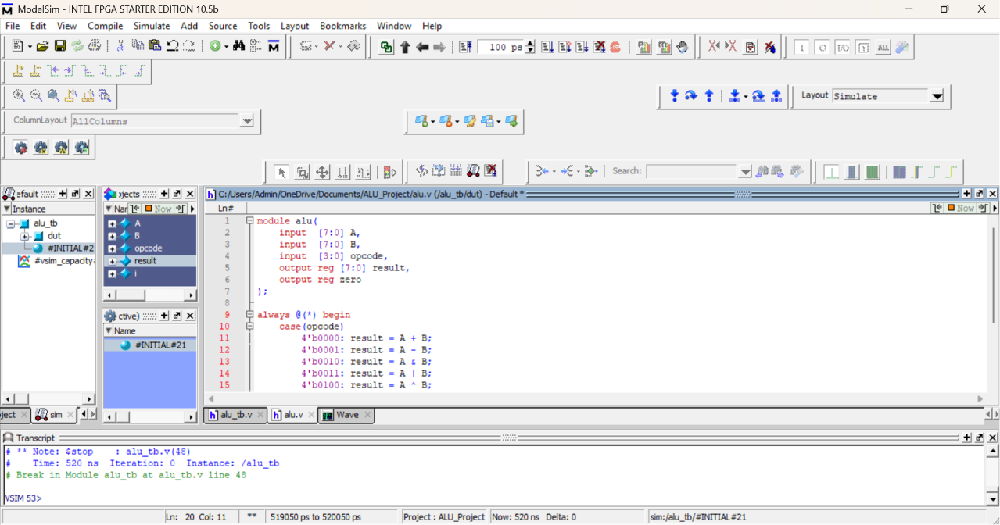 ModelSim - INTEL FPGA STARTER EDITION 10.5b
File Edit View Compile Simulate Add Source Tools Layout Bookmarks Window Help
100 ps
ALL
Layout Simulate
ColumnLayout AllColumns
Search:
efault
Instance
alu_tb
dut
#INITIAL#2
#vsim_capacity
ject
sim
ojects
Nar Now
A
B
opcode
result
i
ctive)
Name
#INITIAL#21
C:/Users/Admin/OneDrive/Documents/ALU_Project/alu.v (/alu_tb/dut) - Default *
Ln# Now
1 module alu(
2 input [7:0] A,
3 input [7:0] B,
4 input [3:0] opcode,
5 output reg [7:0] result,
6 output reg zero
7 );
8
9 always @(*) begin
10 case(opcode)
11 4'b0000: result = A + B;
12 4'b0001: result = A - B;
13 4'b0010: result = A & B;
14 4'b0011: result = A | B;
15 4'b0100: result = A ^ B;
alu_tb.v alu.v Wave
Transcript
# ** Note: $stop : alu_tb.v(48)
# Time: 520 ns Iteration: 0 Instance: /alu_tb
# Break in Module alu_tb at alu_tb.v line 48
VSIM 53>
Ln: 20 Col: 11 ** 519050 ps to 520050 ps Project : ALU_Project Now: 520 ns Delta: 0 sim:/alu_tb/#INITIAL#21